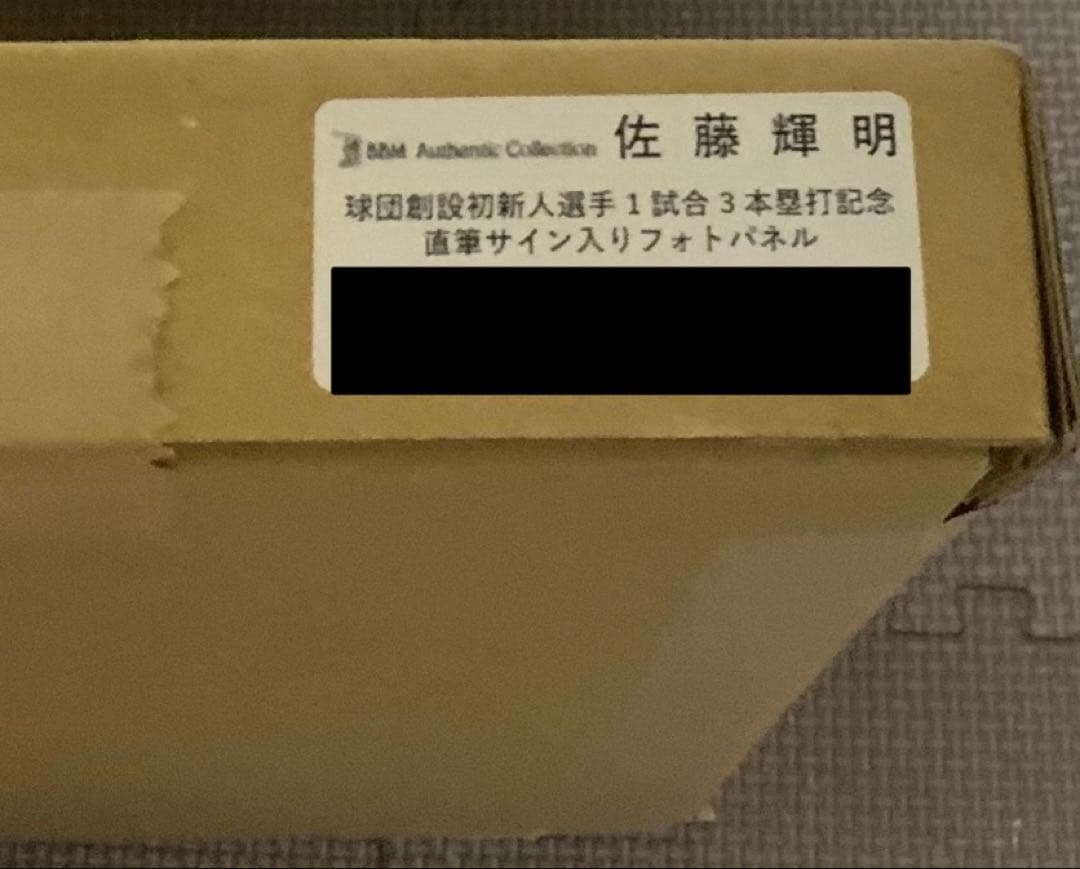 BBM Authentic Collection 佐藤輝明
球団創設初新人選手1試合3本塁打記念
直筆サイン入りフォトパネル